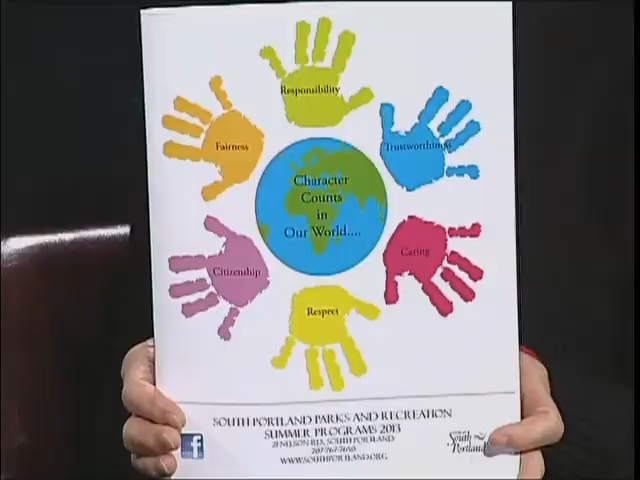 Responsibility
Fairness
Trustworthiness
Character
Counts
in
Our World....
Citizenship
Caring
Respect
SOUTH PORTLAND PARKS AND RECREATION
SUMMER PROGRAMS 2013
21 NELSON RD, SOUTH PORTLAND
207-767-7650
WWW.SOUTHPORTLAND.ORG
f
South
Portland